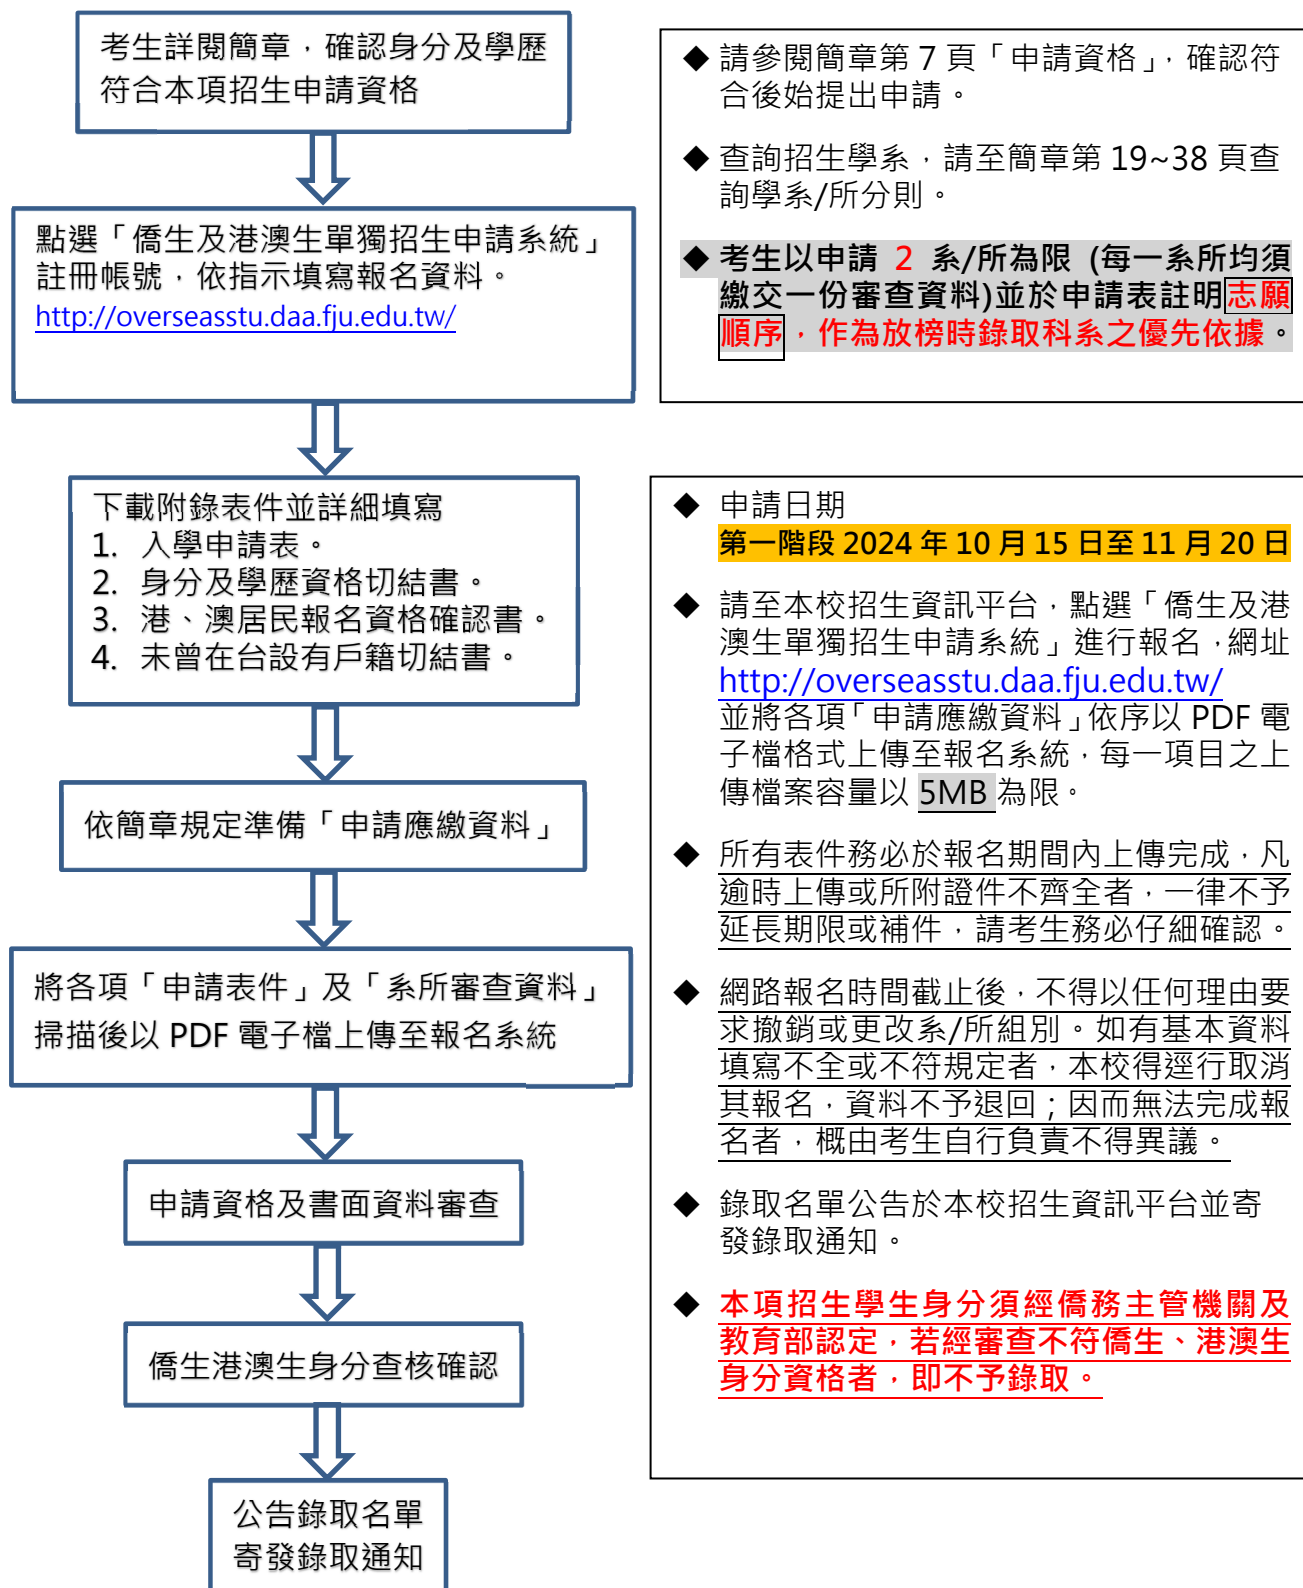 考生詳閱簡章，確認身分及學歷
符合本項招生申請資格
點選「僑生及港澳生單獨招生申請系統」
註冊帳號，依指示填寫報名資料。
http://overseasstu.daa.fju.edu.tw/
下載附錄表件並詳細填寫
1. 入學申請表。
2. 身分及學歷資格切結書。
3. 港、澳居民報名資格確認書。
4. 未曾在台設有戶籍切結書。
依簡章規定準備「申請應繳資料」
將各項「申請表件」及「系所審查資料」
掃描後以 PDF 電子檔上傳至報名系統
申請資格及書面資料審查
僑生港澳生身分查核確認
公告錄取名單
寄發錄取通知
◆ 請參閱簡章第 7 頁「申請資格」，確認符
合後始提出申請。
◆ 查詢招生學系，請至簡章第 19~38 頁查
詢學系/所分則。
◆ 考生以申請 2 系/所為限 (每一系所均須
繳交一份審查資料)並於申請表註明志願
順序，作為放榜時錄取科系之優先依據。
◆ 申請日期
第一階段 2024 年 10 月 15 日至 11 月 20 日
◆ 請至本校招生資訊平台，點選「僑生及港
澳生單獨招生申請系統」進行報名，網址
http://overseasstu.daa.fju.edu.tw/
並將各項「申請應繳資料」依序以 PDF 電
子檔格式上傳至報名系統，每一項目之上
傳檔案容量以 5MB 為限。
◆ 所有表件務必於報名期間內上傳完成，凡
逾時上傳或所附證件不齊全者，一律不予
延長期限或補件，請考生務必仔細確認。
◆ 網路報名時間截止後，不得以任何理由要
求撤銷或更改系/所組別。如有基本資料
填寫不全或不符規定者，本校得逕行取消
其報名，資料不予退回；因而無法完成報
名者，概由考生自行負責不得異議。
◆ 錄取名單公告於本校招生資訊平台並寄
發錄取通知。
◆ 本項招生學生身分須經僑務主管機關及
教育部認定，若經審查不符僑生、港澳生
身分資格者，即不予錄取。